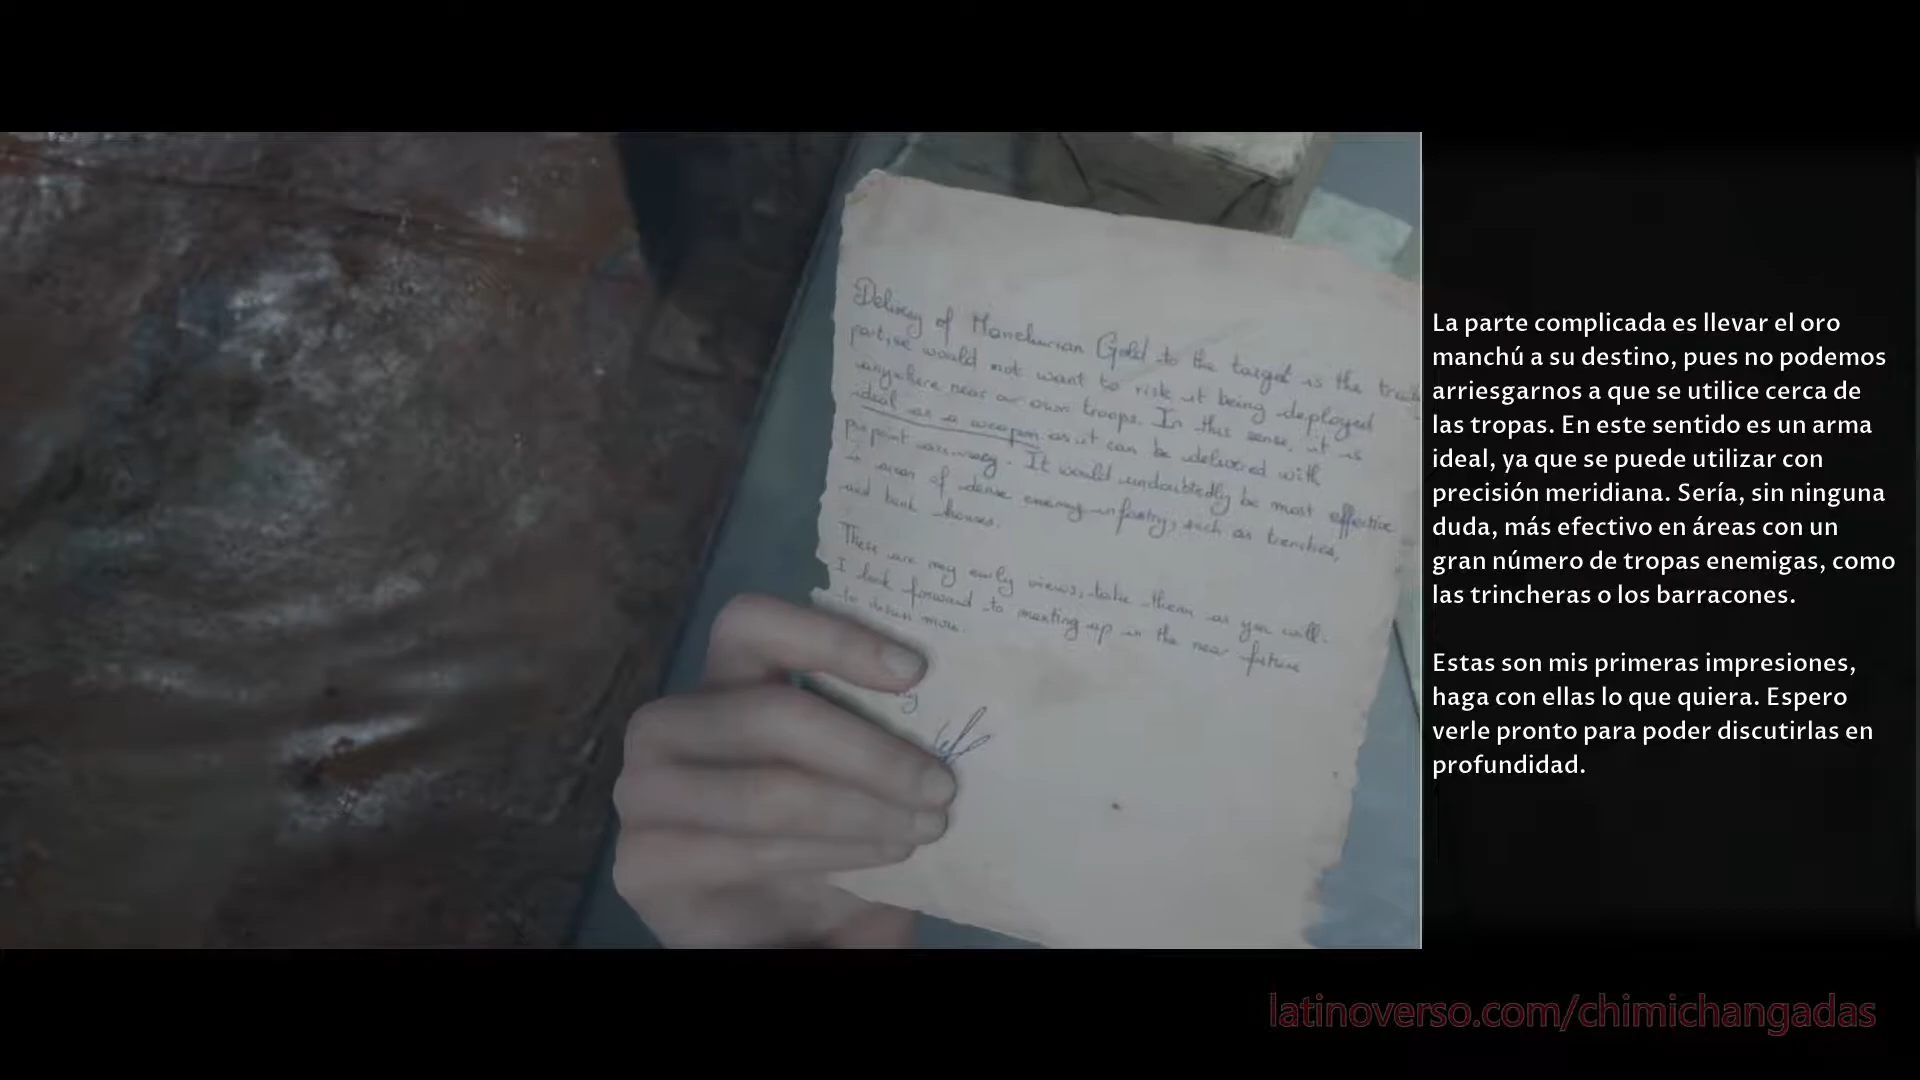 Delivery of Manchurian Gold to the target is the
part, we would not want to risk it being deployed
anywhere near our own troops. In this sense, it is
ideal as a weapon as it can be delivered with
pinpoint accuracy. It would undoubtedly be most effective
in areas of dense enemy infantry, such as trenches,
and bunk houses.
These are my early views, take them as you will.
I look forward to meeting up in the near future
to discuss more.
La parte complicada es llevar el oro
manchú a su destino, pues no podemos
arriesgarnos a que se utilice cerca de
las tropas. En este sentido es un arma
ideal, ya que se puede utilizar con
precisión meridiana. Sería, sin ninguna
duda, más efectivo en áreas con un
gran número de tropas enemigas, como
las trincheras o los barracones.
Estas son mis primeras impresiones,
haga con ellas lo que quiera. Espero
verle pronto para poder discutirlas en
profundidad.
latinoverso.com/chimichangadas